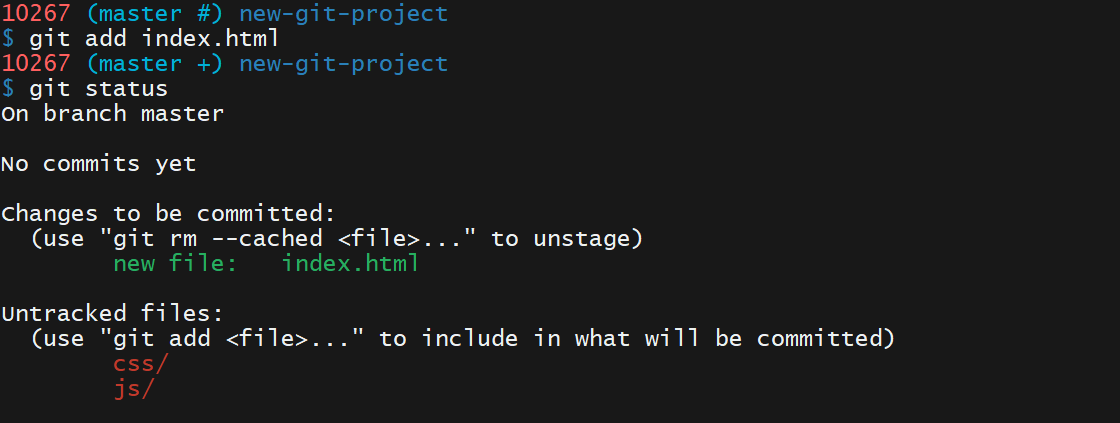 10267 (master #) new-git-project
$ git add index.html
10267 (master +) new-git-project
$ git status
On branch master
No commits yet
Changes to be committed:
  (use "git rm --cached <file>..." to unstage)
        new file:   index.html
Untracked files:
  (use "git add <file>..." to include in what will be committed)
        css/
        js/